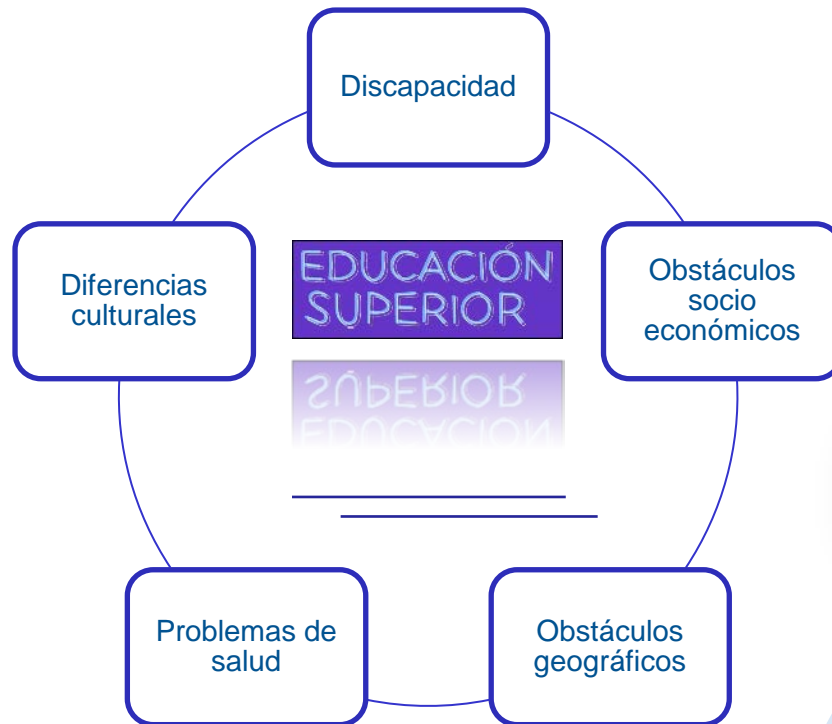 Discapacidad
Diferencias
culturales
EDUCACIÓN
SUPERIOR
Obstáculos
socio
económicos
Problemas de
salud
Obstáculos
geográficos